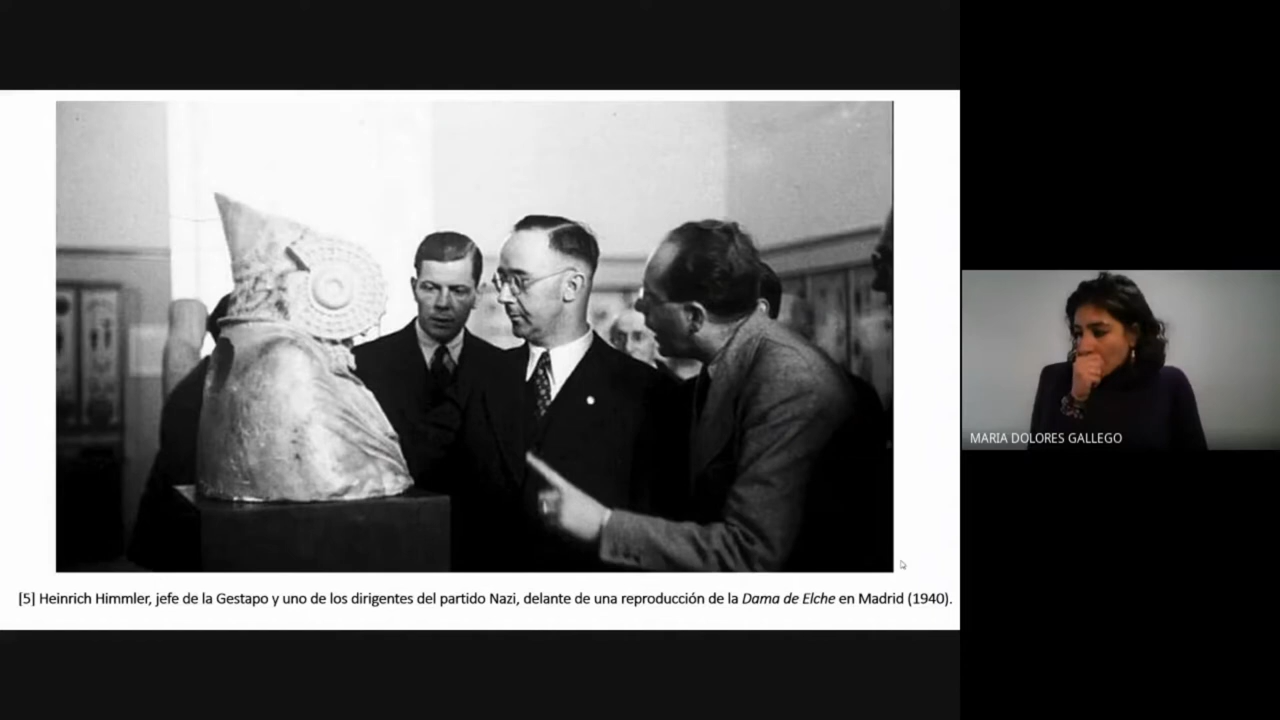 [5] Heinrich Himmler, jefe de la Gestapo y uno de los dirigentes del partido Nazi, delante de una reproducción de la Dama de Elche en Madrid (1940).
MARIA DOLORES GALLEGO